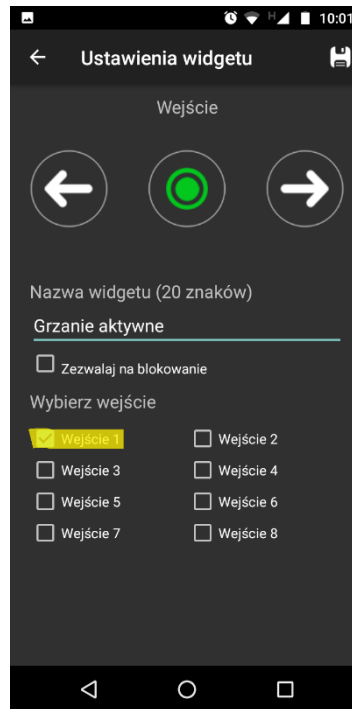 H 10:01
Ustawienia widgetu
Wejście
Nazwa widgetu (20 znaków)
Grzanie aktywne
Zezwalaj na blokowanie
Wybierz wejście
Wejście 1 Wejście 2
Wejście 3 Wejście 4
Wejście 5 Wejście 6
Wejście 7 Wejście 8